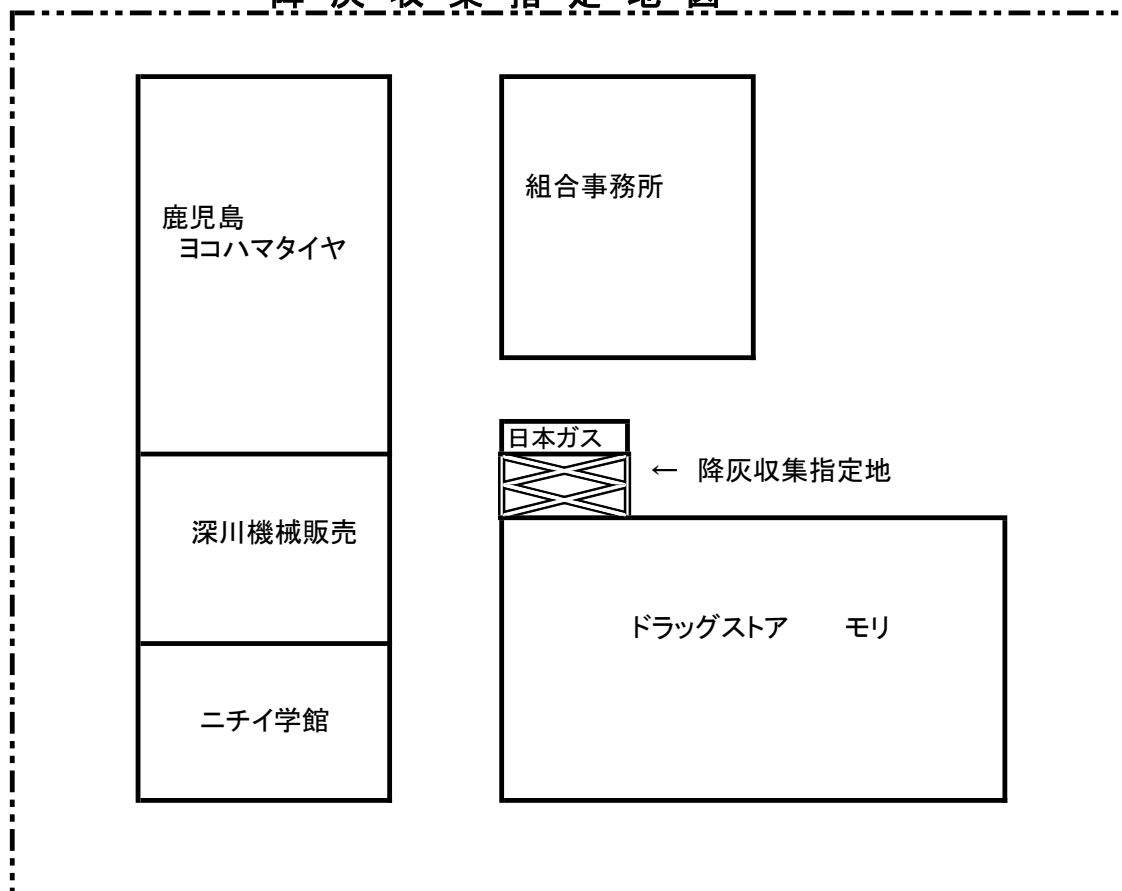 降灰収集指定地図
組合事務所
鹿児島
ヨコハマタイヤ
日本ガス
← 降灰収集指定地
深川機械販売
ドラッグストア モリ
ニチイ学館